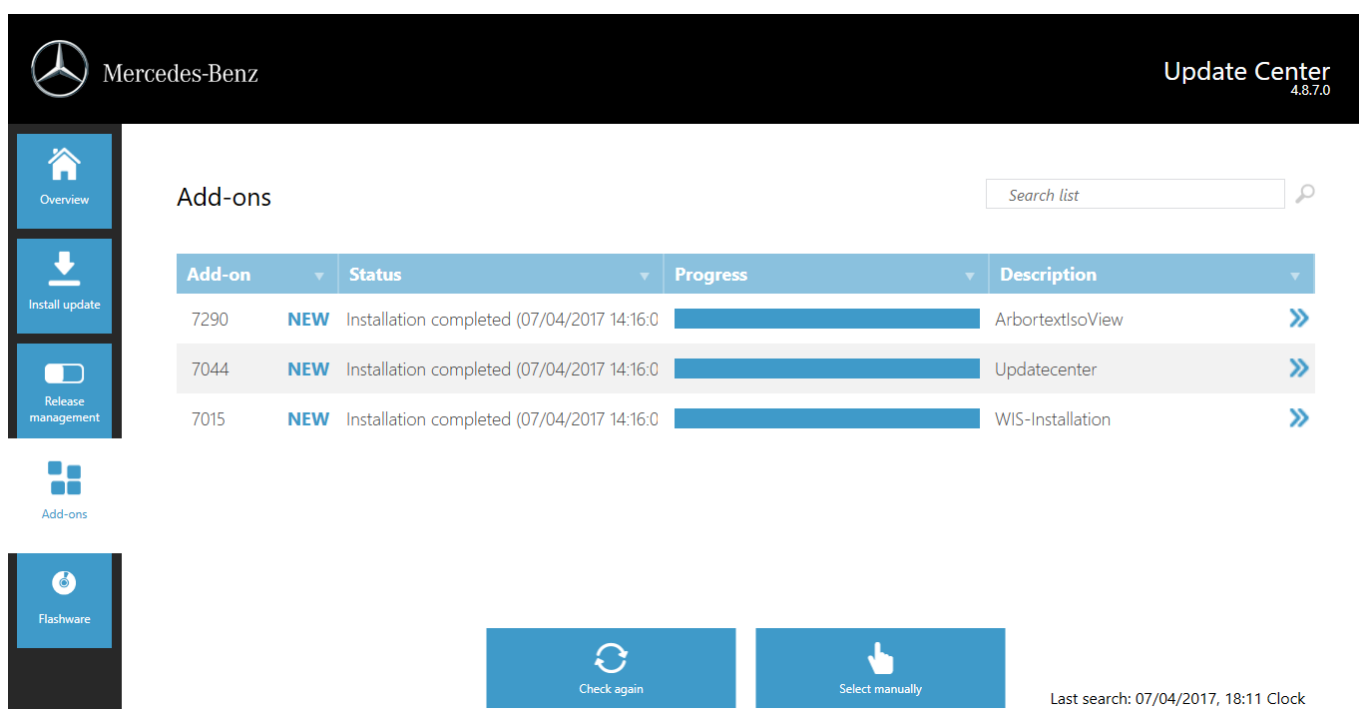 Mercedes-Benz
Update Center
4.8.7.0
Overview
Install update
Release
management
Add-ons
Flashware
Add-ons
Search list
Add-on Status Progress Description
7290 NEW Installation completed (07/04/2017 14:16:0 ArbortextIsoView
7044 NEW Installation completed (07/04/2017 14:16:0 Updatecenter
7015 NEW Installation completed (07/04/2017 14:16:0 WIS-Installation
Check again
Select manually
Last search: 07/04/2017, 18:11 Clock